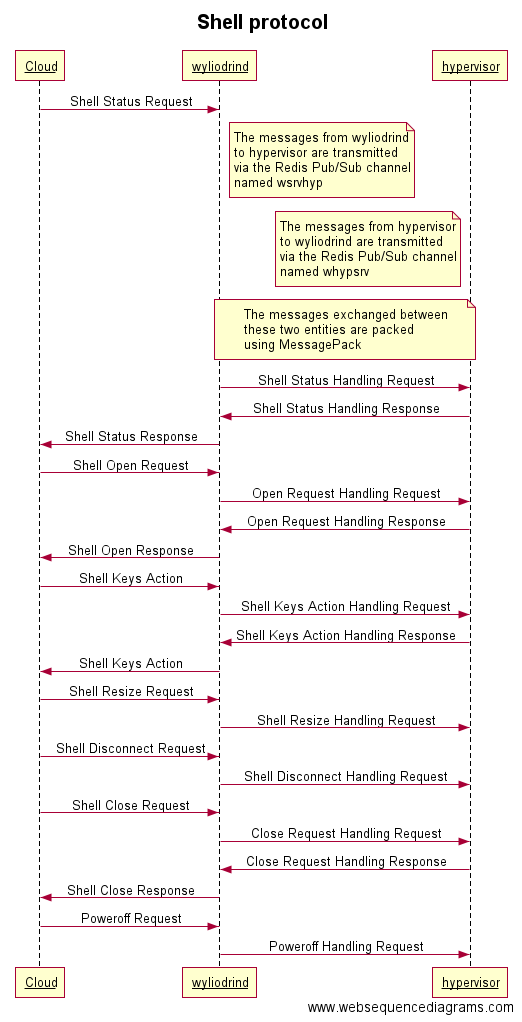 Shell protocol
Cloud
wyliodrind
hypervisor
Shell Status Request
The messages from wyliodrind
to hypervisor are transmitted
via the Redis Pub/Sub channel
named wsrvhyp
The messages from hypervisor
to wyliodrind are transmitted
via the Redis Pub/Sub channel
named whypsrv
The messages exchanged between
these two entities are packed
using MessagePack
Shell Status Handling Request
Shell Status Handling Response
Shell Status Response
Shell Open Request
Open Request Handling Request
Open Request Handling Response
Shell Open Response
Shell Keys Action
Shell Keys Action Handling Request
Shell Keys Action Handling Response
Shell Keys Action
Shell Resize Request
Shell Resize Handling Request
Shell Disconnect Request
Shell Disconnect Handling Request
Shell Close Request
Close Request Handling Request
Close Request Handling Response
Shell Close Response
Poweroff Request
Poweroff Handling Request
Cloud
wyliodrind
hypervisor
www.websequencediagrams.com